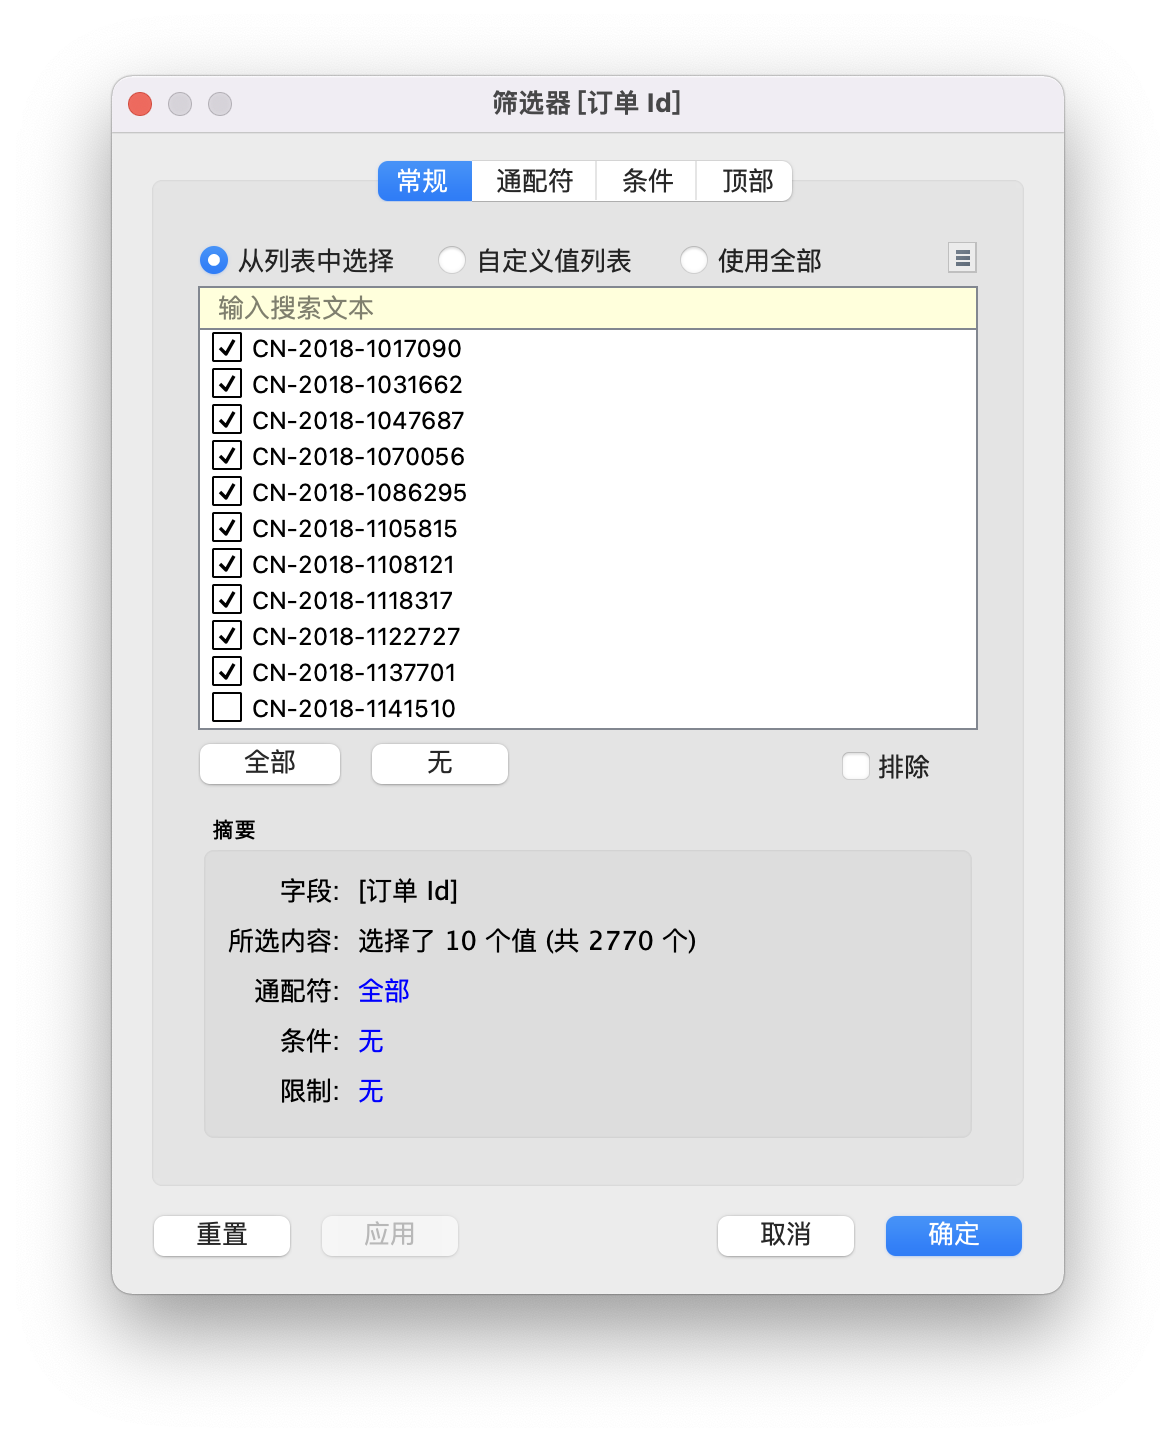 筛选器 [订单 Id]
常规 通配符 条件 顶部
从列表中选择 自定义值列表 使用全部
输入搜索文本
CN-2018-1017090
CN-2018-1031662
CN-2018-1047687
CN-2018-1070056
CN-2018-1086295
CN-2018-1105815
CN-2018-1108121
CN-2018-1118317
CN-2018-1122727
CN-2018-1137701
CN-2018-1141510
全部 无 排除
摘要
字段: [订单 Id]
所选内容: 选择了 10 个值 (共 2770 个)
通配符: 全部
条件: 无
限制: 无
重置 应用 取消 确定